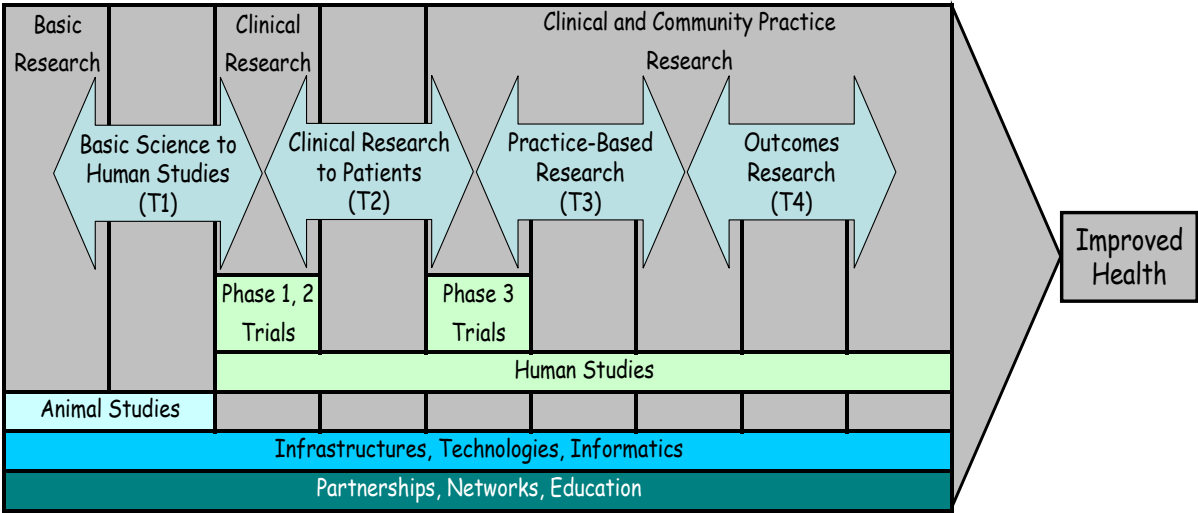 Basic
Research
Clinical
Research
Clinical and Community Practice
Research
Basic Science to
Human Studies
(T1)
Clinical Research
to Patients
(T2)
Practice-Based
Research
(T3)
Outcomes
Research
(T4)
Improved
Health
Phase 1, 2
Trials
Phase 3
Trials
Human Studies
Animal Studies
Infrastructures, Technologies, Informatics
Partnerships, Networks, Education